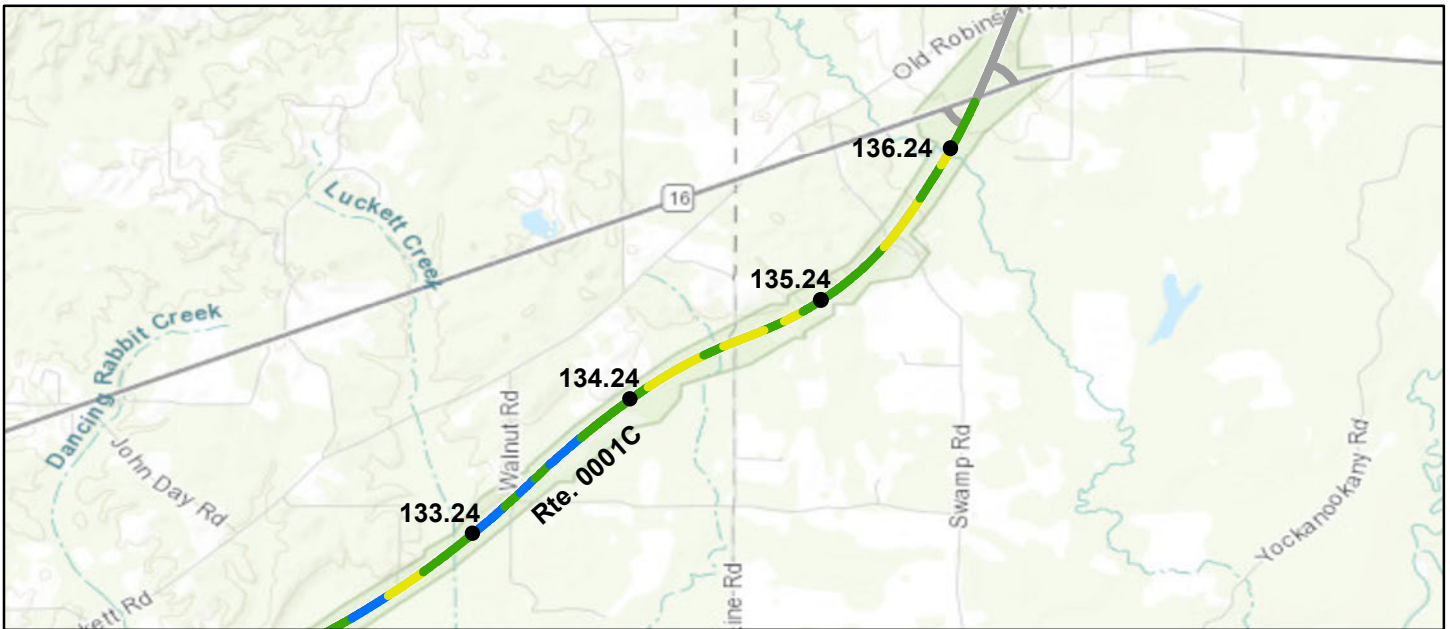 Old Robinson
136.24
16
Luckett Creek
135.24
Dancing Rabbit Creek
134.24
Walnut Rd
Rte. 0001C
John Day Rd
Swamp Rd
Yockanookany Rd
133.24
ine-Rd
kett Rd